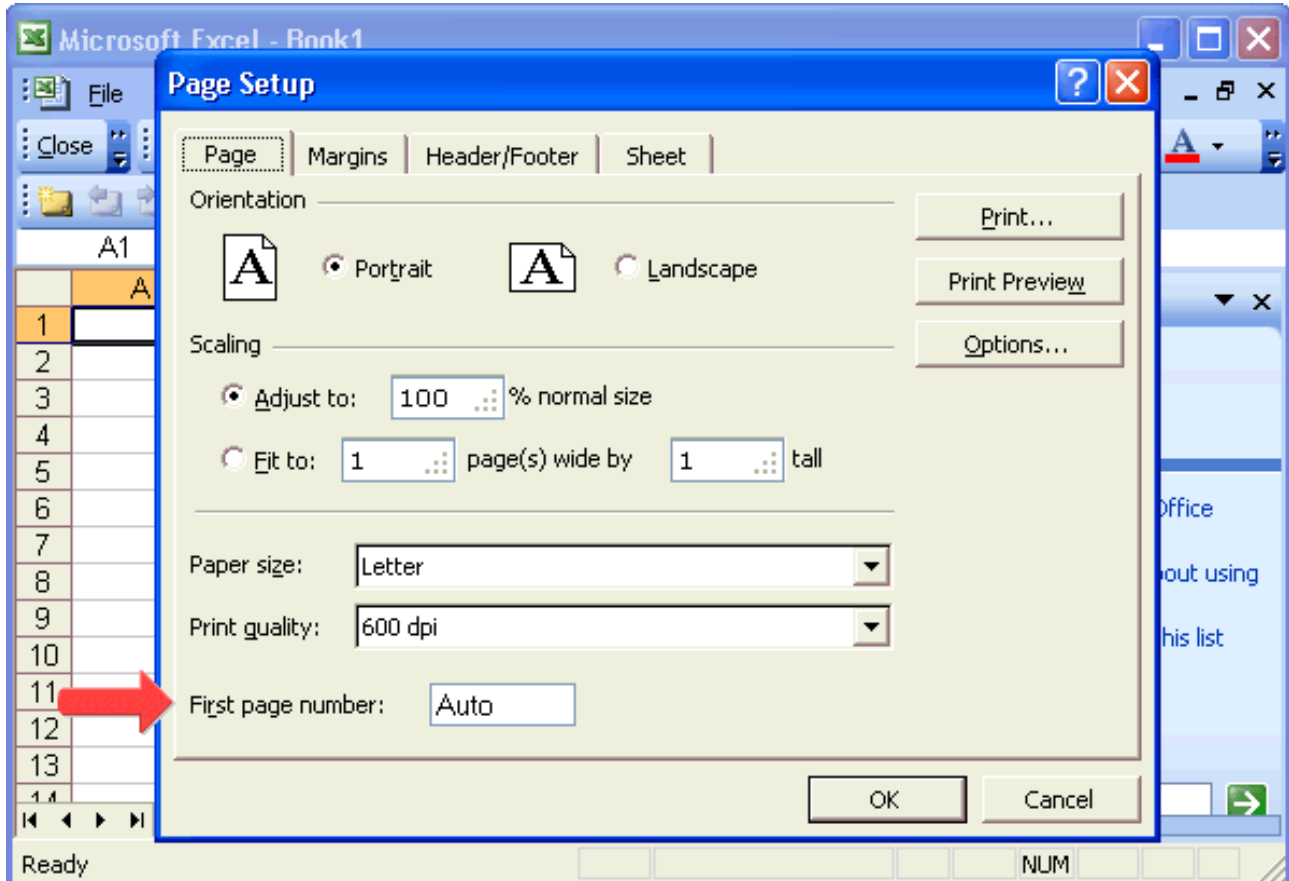 Microsoft Excel - Book1
File
Page Setup
Close
Page Margins Header/Footer Sheet
A
Orientation
Print...
A1
A Portrait A Landscape
Print Preview
A
1
Scaling
Options...
2
3
Adjust to: 100 % normal size
4
Fit to: 1 page(s) wide by 1 tall
5
6
Office
7
Paper size: Letter
8
out using
9
Print quality: 600 dpi
his list
10
11
First page number: Auto
12
13
14
OK Cancel
Ready
NUM